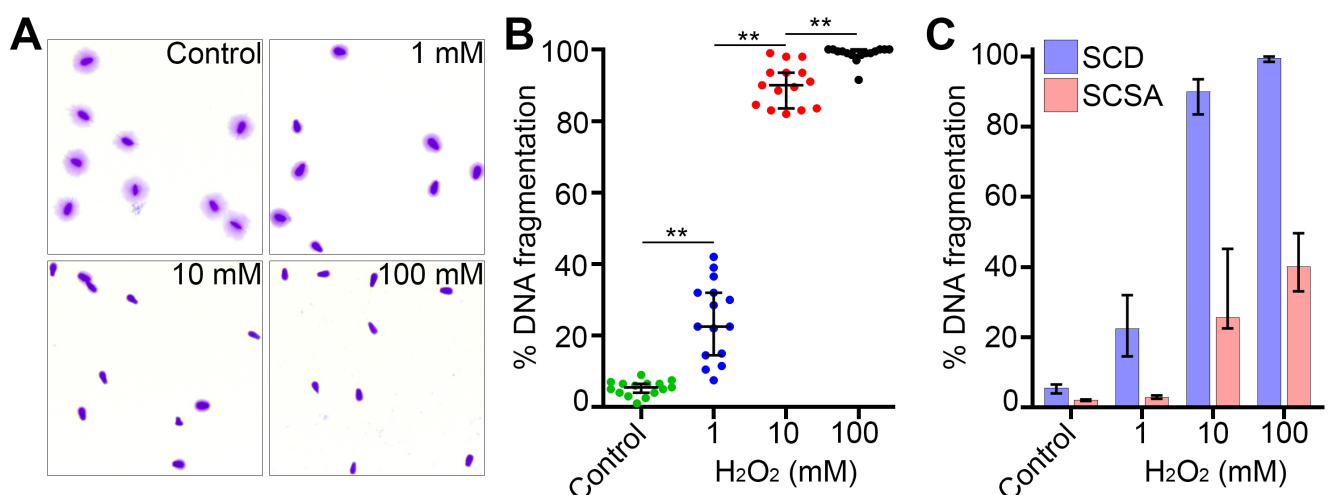 A
Control
1 mM
10 mM
100 mM
B
% DNA fragmentation
100
80
60
40
20
0
**
**
**
Control
1
10
100
H₂O₂ (mM)
C
% DNA fragmentation
100
80
60
40
20
0
SCD
SCSA
Control
1
10
100
H₂O₂ (mM)